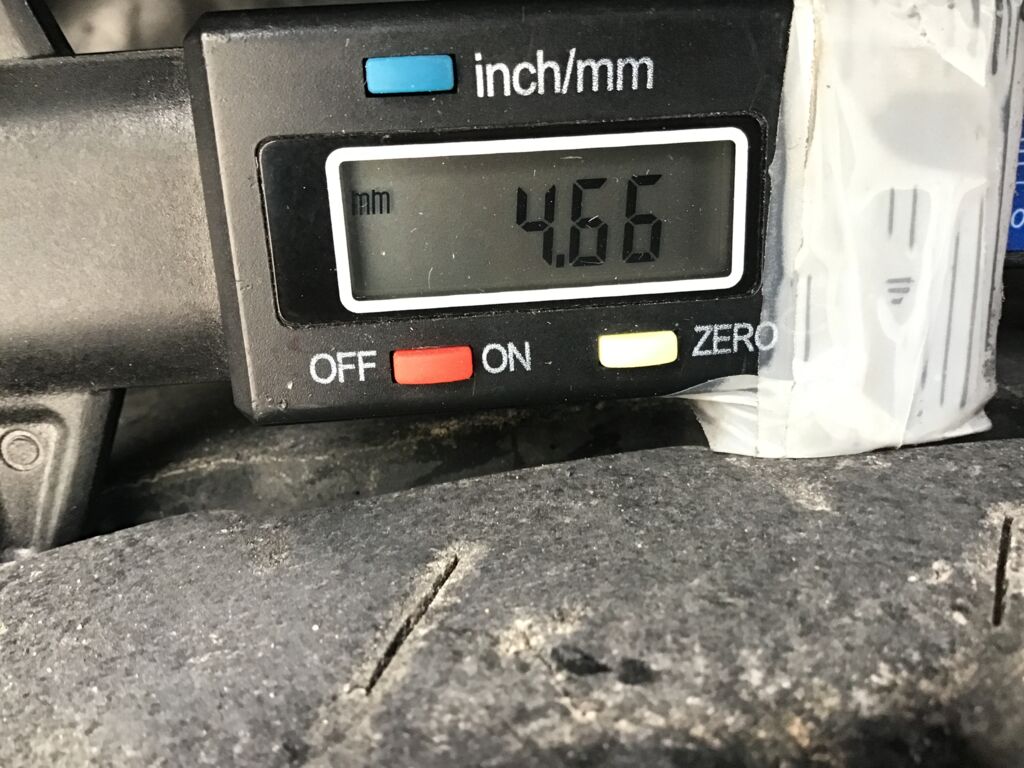 inch/mm
mm 4.66
OFF ON ZERO